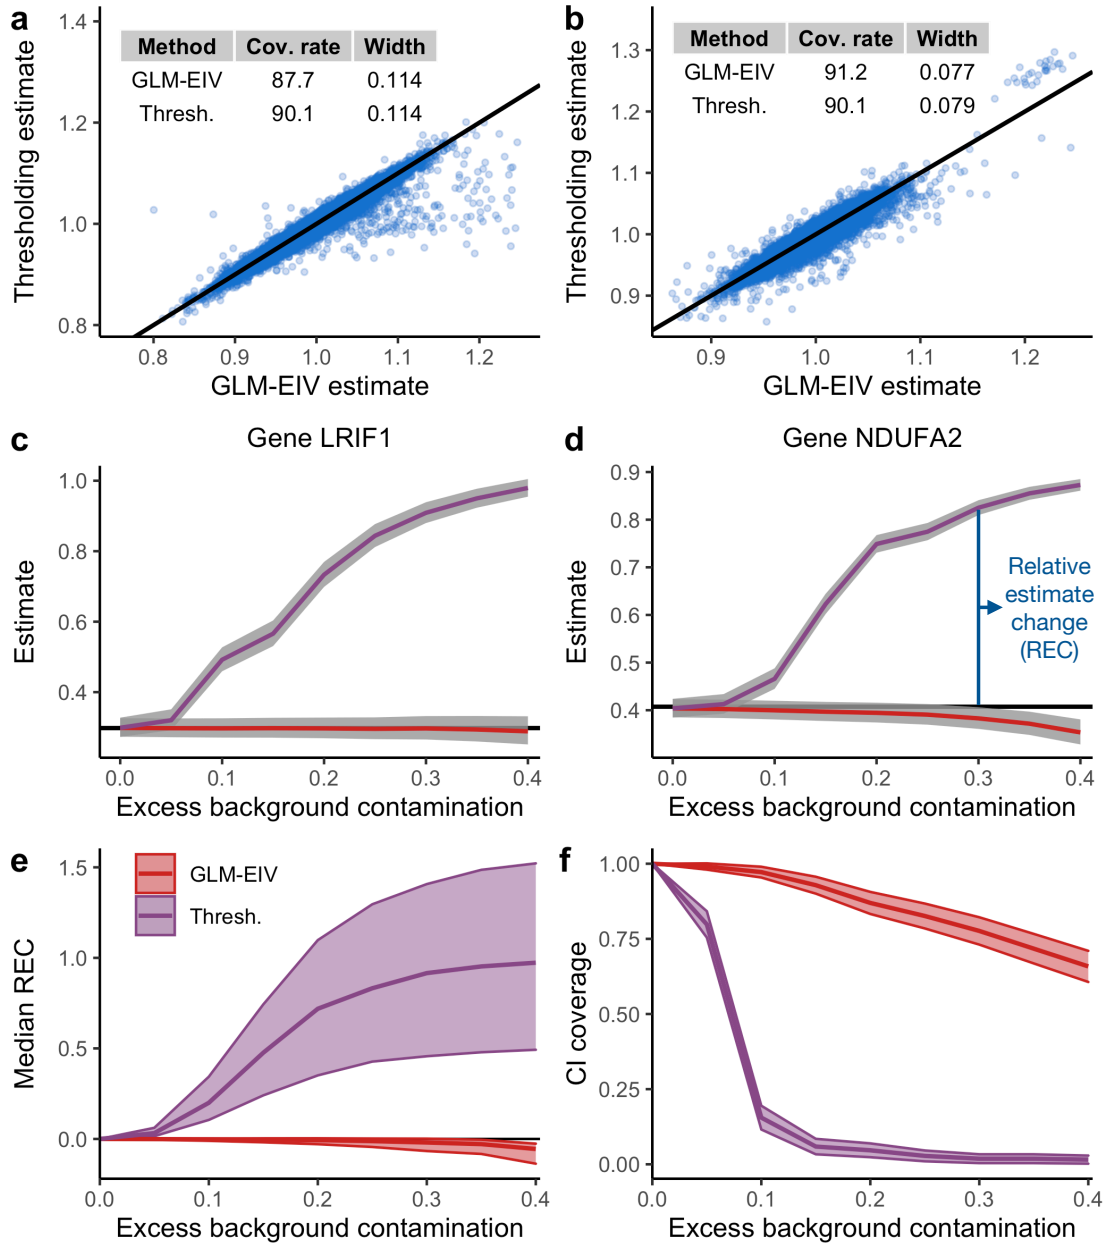 a
Method Cov. rate Width
GLM-EIV 87.7 0.114
Thresh. 90.1 0.114
Thresholding estimate
1.4
1.2
1.0
0.8
0.8 0.9 1.0 1.1 1.2
GLM-EIV estimate
b
Method Cov. rate Width
GLM-EIV 91.2 0.077
Thresh. 90.1 0.079
Thresholding estimate
1.3
1.2
1.1
1.0
0.9
0.9 1.0 1.1 1.2
GLM-EIV estimate
c
Gene LRIF1
Estimate
1.0
0.8
0.6
0.4
0.0 0.1 0.2 0.3 0.4
Excess background contamination
d
Gene NDUFA2
Estimate
0.9
0.8
0.7
0.6
0.5
0.4
Relative
estimate
change
(REC)
0.0 0.1 0.2 0.3 0.4
Excess background contamination
e
GLM-EIV
Thresh.
Median REC
1.5
1.0
0.5
0.0
0.0 0.1 0.2 0.3 0.4
Excess background contamination
f
CI coverage
1.00
0.75
0.50
0.25
0.00
0.0 0.1 0.2 0.3 0.4
Excess background contamination